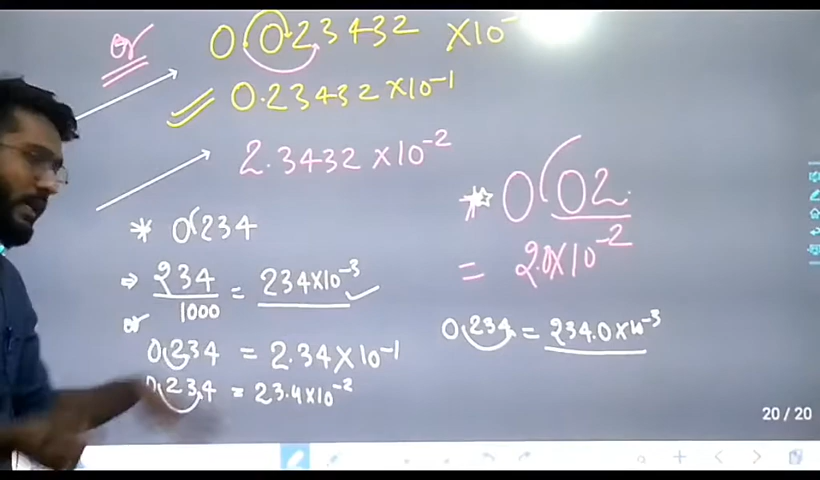 or
0.023432 ×10⁻
0.23432×10⁻¹
2.3432 ×10⁻²
* 0.234
⇒ 234/1000 = 234×10⁻³
or
0.234 = 2.34×10⁻¹
0.234 = 23.4×10⁻²
* 0.02
= 2.0×10⁻²
0.234 = 234.0×10⁻³
20/20